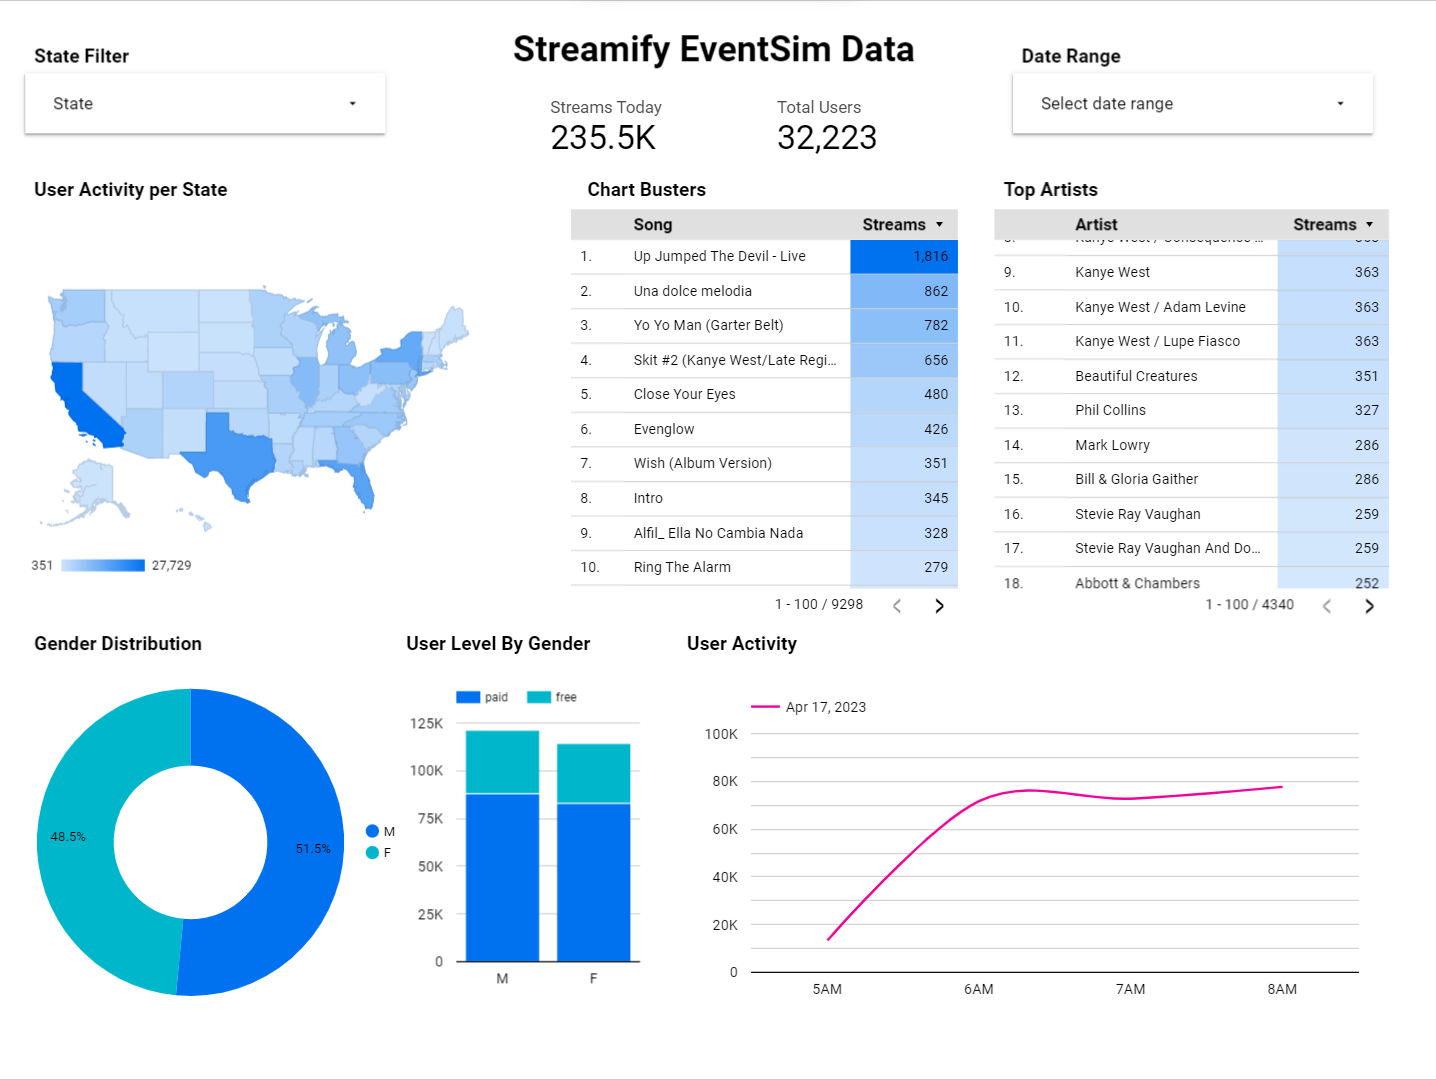 Streamify EventSim Data
State Filter
State
Date Range
Select date range
Streams Today
235.5K
Total Users
32,223
User Activity per State
351
27,729
Chart Busters
Song Streams
1. Up Jumped The Devil - Live 1,816
2. Una dolce melodia 862
3. Yo Yo Man (Garter Belt) 782
4. Skit #2 (Kanye West/Late Regi... 656
5. Close Your Eyes 480
6. Evenglow 426
7. Wish (Album Version) 351
8. Intro 345
9. Alfil_ Ella No Cambia Nada 328
10. Ring The Alarm 279
1 - 100 / 9298
Top Artists
Artist Streams
9. Kanye West 363
10. Kanye West / Adam Levine 363
11. Kanye West / Lupe Fiasco 363
12. Beautiful Creatures 351
13. Phil Collins 327
14. Mark Lowry 286
15. Bill & Gloria Gaither 286
16. Stevie Ray Vaughan 259
17. Stevie Ray Vaughan And Do... 259
18. Abbott & Chambers 252
1 - 100 / 4340
Gender Distribution
48.5%
51.5%
M
F
User Level By Gender
paid free
125K
100K
75K
50K
25K
0
M F
User Activity
Apr 17, 2023
100K
80K
60K
40K
20K
0
5AM 6AM 7AM 8AM